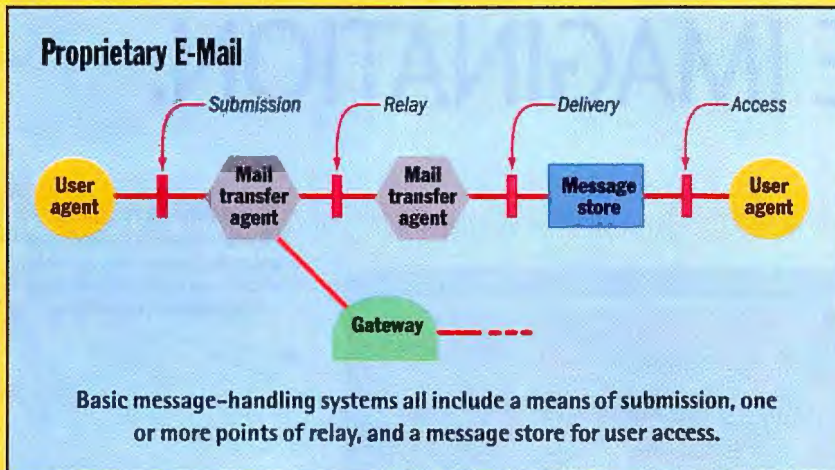 Proprietary E-Mail
Submission
Relay
Delivery
Access
User
agent
Mail
transfer
agent
Mail
transfer
agent
Message
store
User
agent
Gateway
Basic message-handling systems all include a means of submission, one
or more points of relay, and a message store for user access.